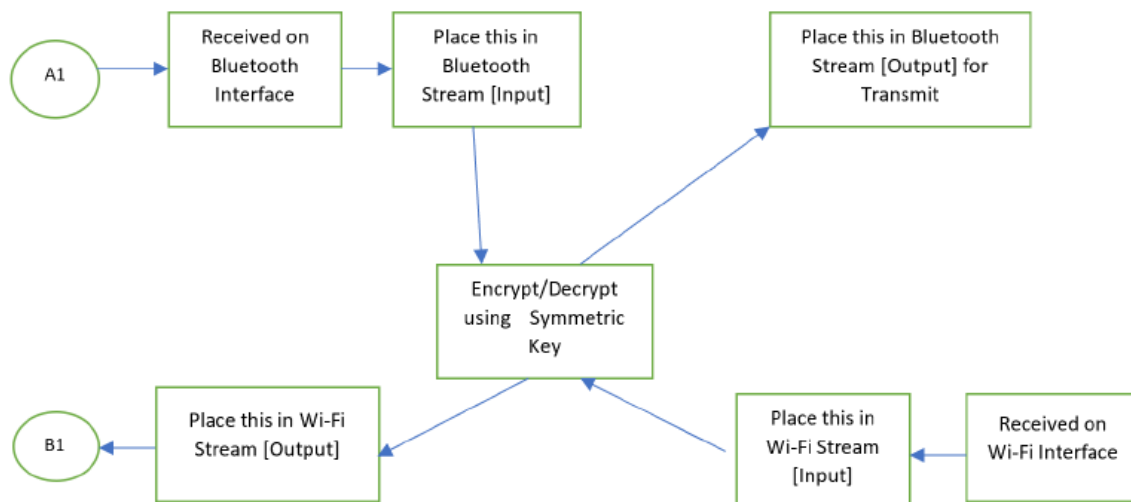 A1
Received on
Bluetooth
Interface
Place this in
Bluetooth
Stream [Input]
Place this in Bluetooth
Stream [Output] for
Transmit
Encrypt/Decrypt
using Symmetric
Key
B1
Place this in Wi-Fi
Stream [Output]
Place this in
Wi-Fi Stream
[Input]
Received on
Wi-Fi Interface